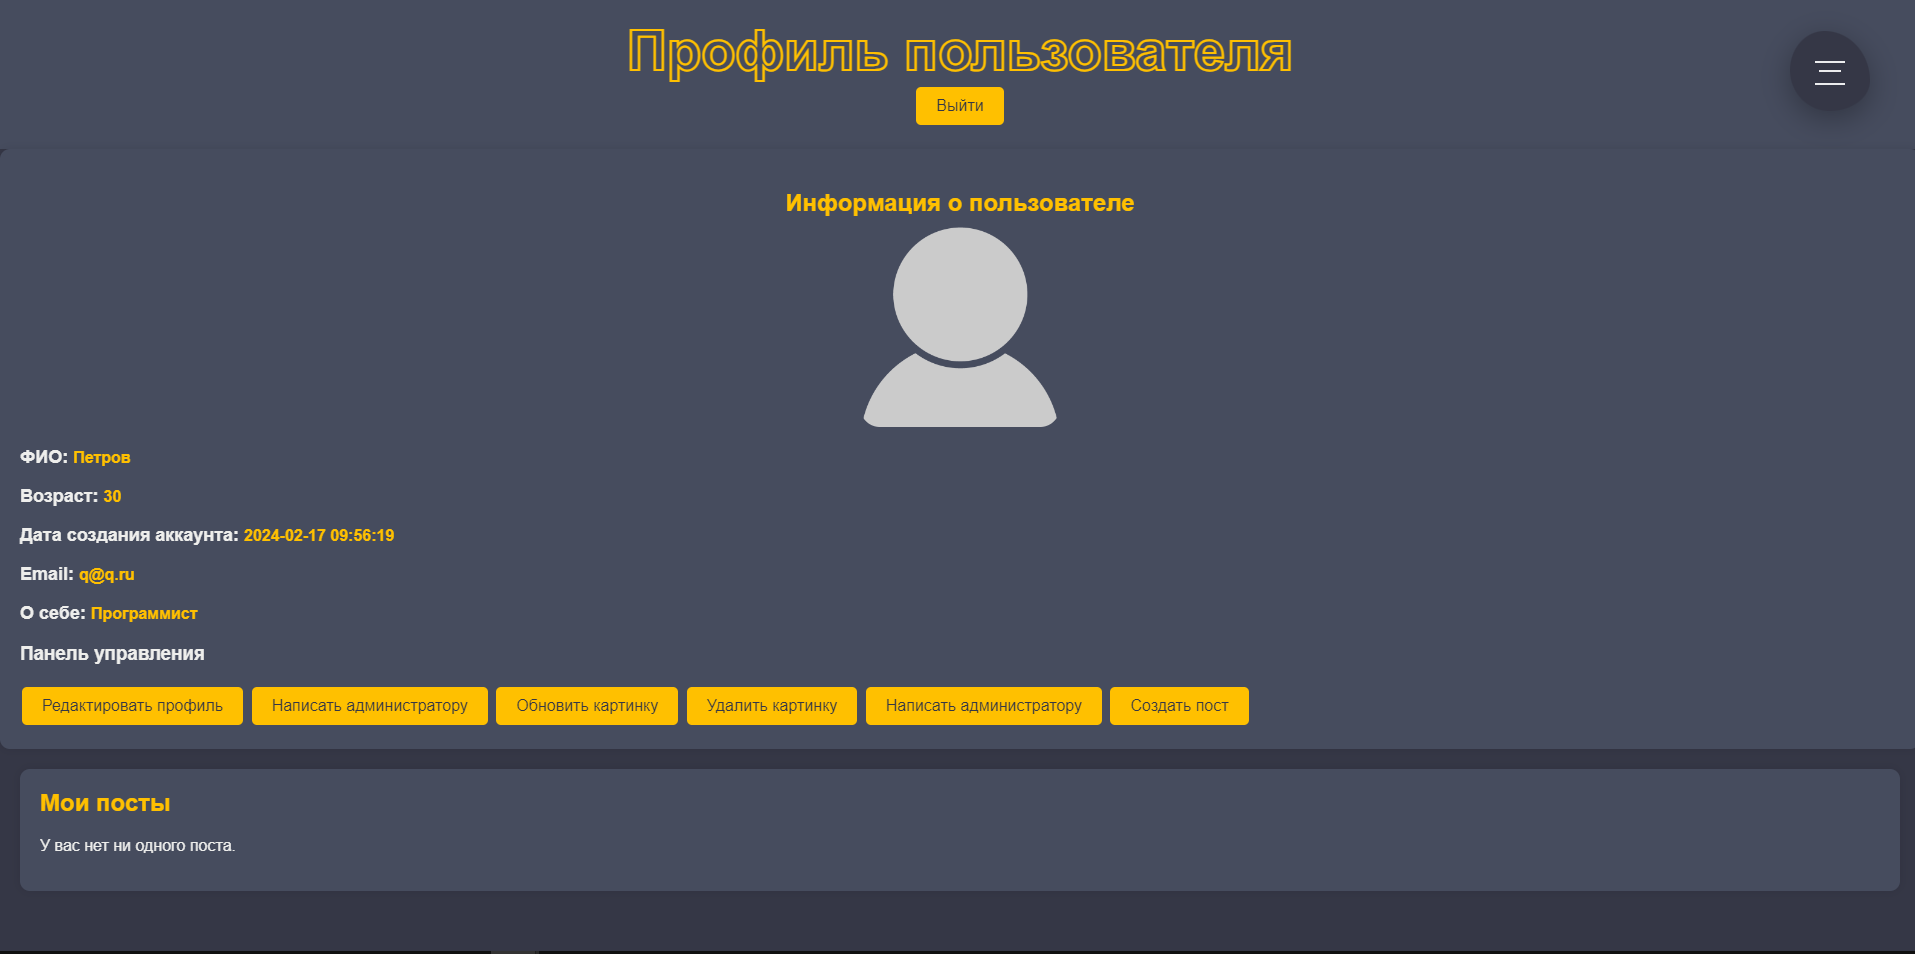 Профиль пользователя
Выйти
Информация о пользователе
ФИО: Петров
Возраст: 30
Дата создания аккаунта: 2024-02-17 09:56:19
Email: q@q.ru
О себе: Программист
Панель управления
Редактировать профиль Написать администратору Обновить картинку Удалить картинку Написать администратору Создать пост
Мои посты
У вас нет ни одного поста.